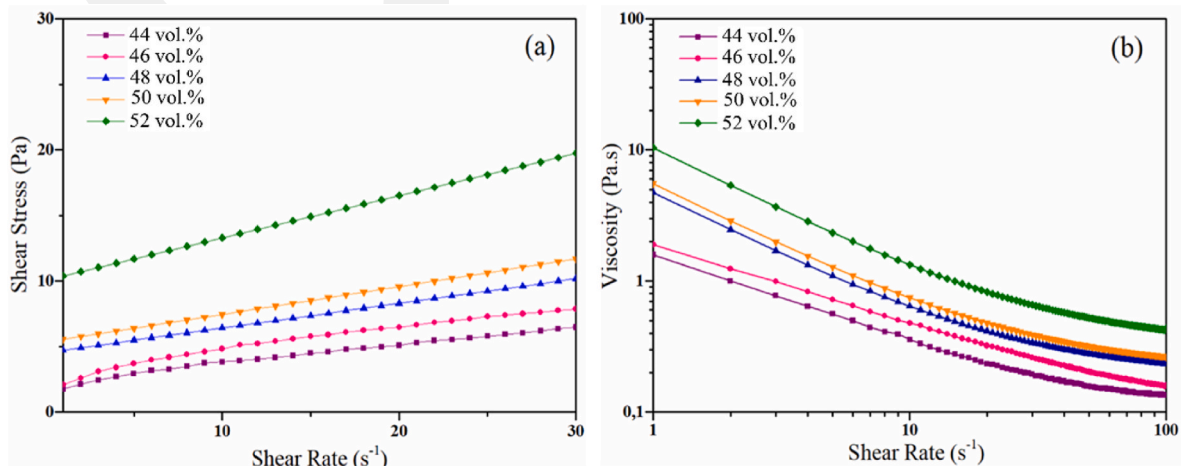 30
20
10
0
10
20
30
44 vol.%
46 vol.%
48 vol.%
50 vol.%
52 vol.%
(a)
Shear Stress (Pa)
Shear Rate (s⁻¹)
100
10
1
0,1
1
10
100
44 vol.%
46 vol.%
48 vol.%
50 vol.%
52 vol.%
(b)
Viscosity (Pa.s)
Shear Rate (s⁻¹)